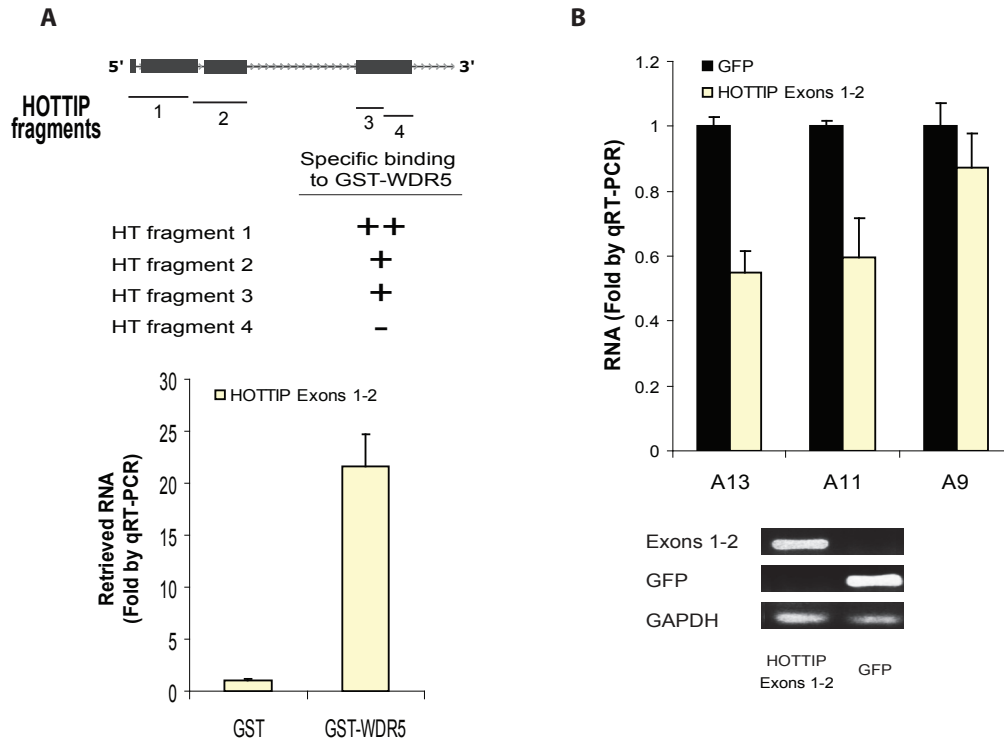 A
5' 3'
HOTTIP
fragments
1 2 3 4
Specific binding
to GST-WDR5
HT fragment 1 ++
HT fragment 2 +
HT fragment 3 +
HT fragment 4 -
30
25
20
15
10
5
0
Retrieved RNA
(Fold by qRT-PCR)
HOTTIP Exons 1-2
GST GST-WDR5
B
1.2
1
0.8
0.6
0.4
0.2
0
RNA (Fold by qRT-PCR)
GFP
HOTTIP Exons 1-2
A13 A11 A9
Exons 1-2
GFP
GAPDH
HOTTIP
Exons 1-2
GFP